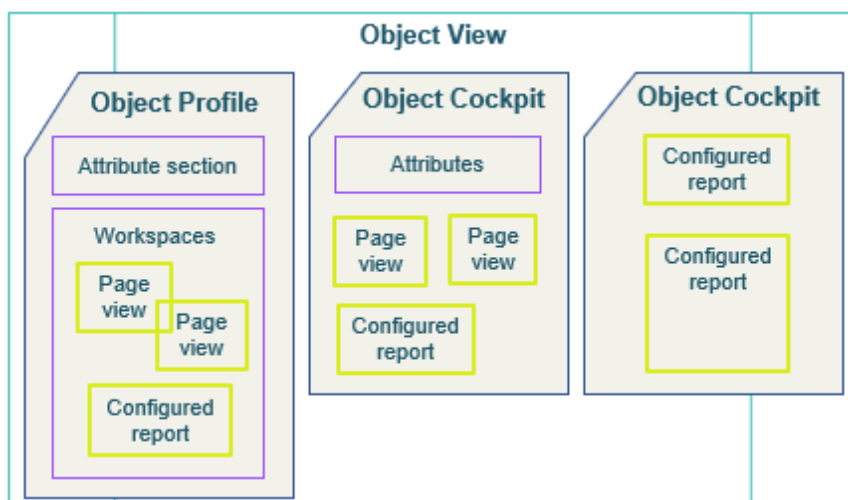 Object View
Object Profile
Attribute section
Workspaces
Page
view
Page
view
Configured
report
Object Cockpit
Attributes
Page
view
Page
view
Configured
report
Object Cockpit
Configured
report
Configured
report